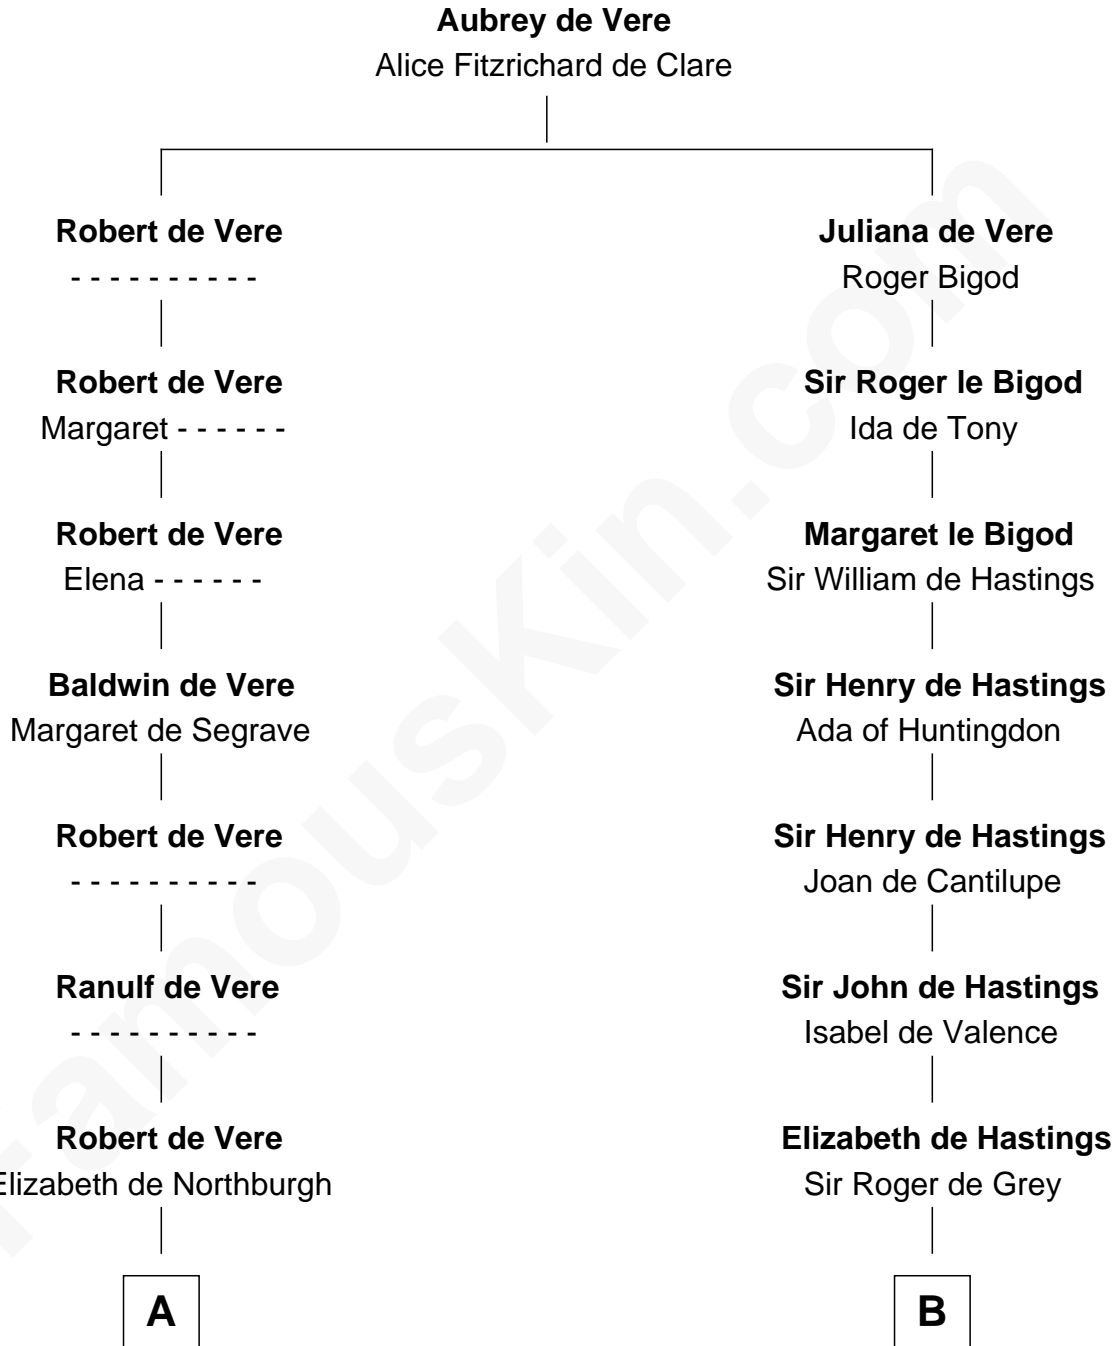 Aubrey de Vere
Alice Fitzrichard de Clare
Robert de Vere
- - - - - - - - - -
Robert de Vere
Margaret - - - - - -
Robert de Vere
Elena - - - - - -
Baldwin de Vere
Margaret de Segrave
Robert de Vere
- - - - - - - - - -
Ranulf de Vere
- - - - - - - - - -
Robert de Vere
Elizabeth de Northburgh
A
Juliana de Vere
Roger Bigod
Sir Roger le Bigod
Ida de Tony
Margaret le Bigod
Sir William de Hastings
Sir Henry de Hastings
Ada of Huntingdon
Sir Henry de Hastings
Joan de Cantilupe
Sir John de Hastings
Isabel de Valence
Elizabeth de Hastings
Sir Roger de Grey
B
FamousKin.com